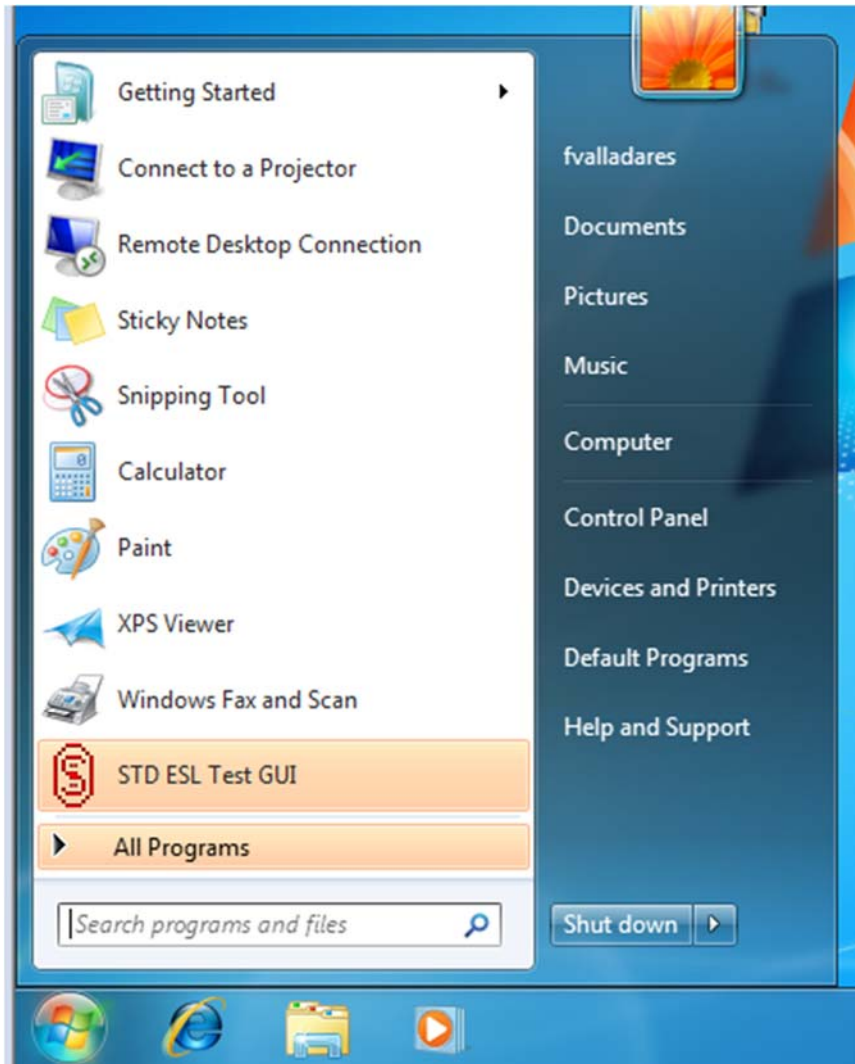 Getting Started
Connect to a Projector
Remote Desktop Connection
Sticky Notes
Snipping Tool
Calculator
Paint
XPS Viewer
Windows Fax and Scan
STD ESL Test GUI
All Programs
Search programs and files
fvalladares
Documents
Pictures
Music
Computer
Control Panel
Devices and Printers
Default Programs
Help and Support
Shut down